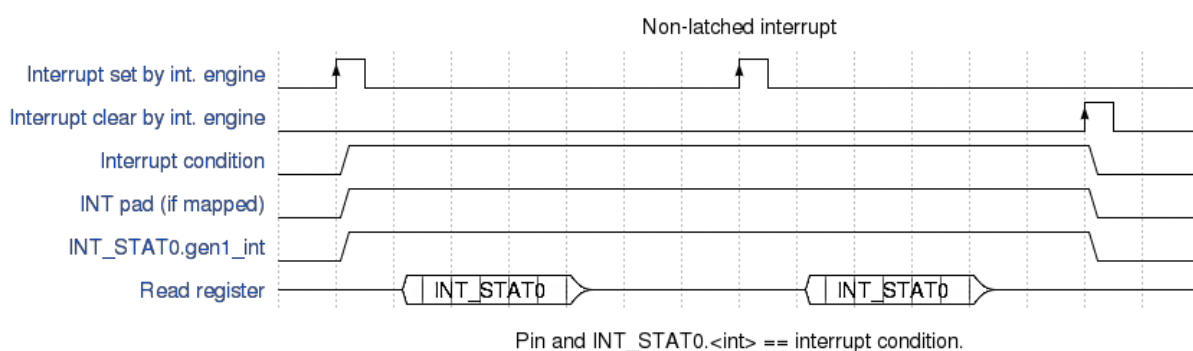 Non-latched interrupt
Interrupt set by int. engine
Interrupt clear by int. engine
Interrupt condition
INT pad (if mapped)
INT_STAT0.gen1_int
Read register
INT_STAT0
INT_STAT0
Pin and INT_STAT0.<int> == interrupt condition.